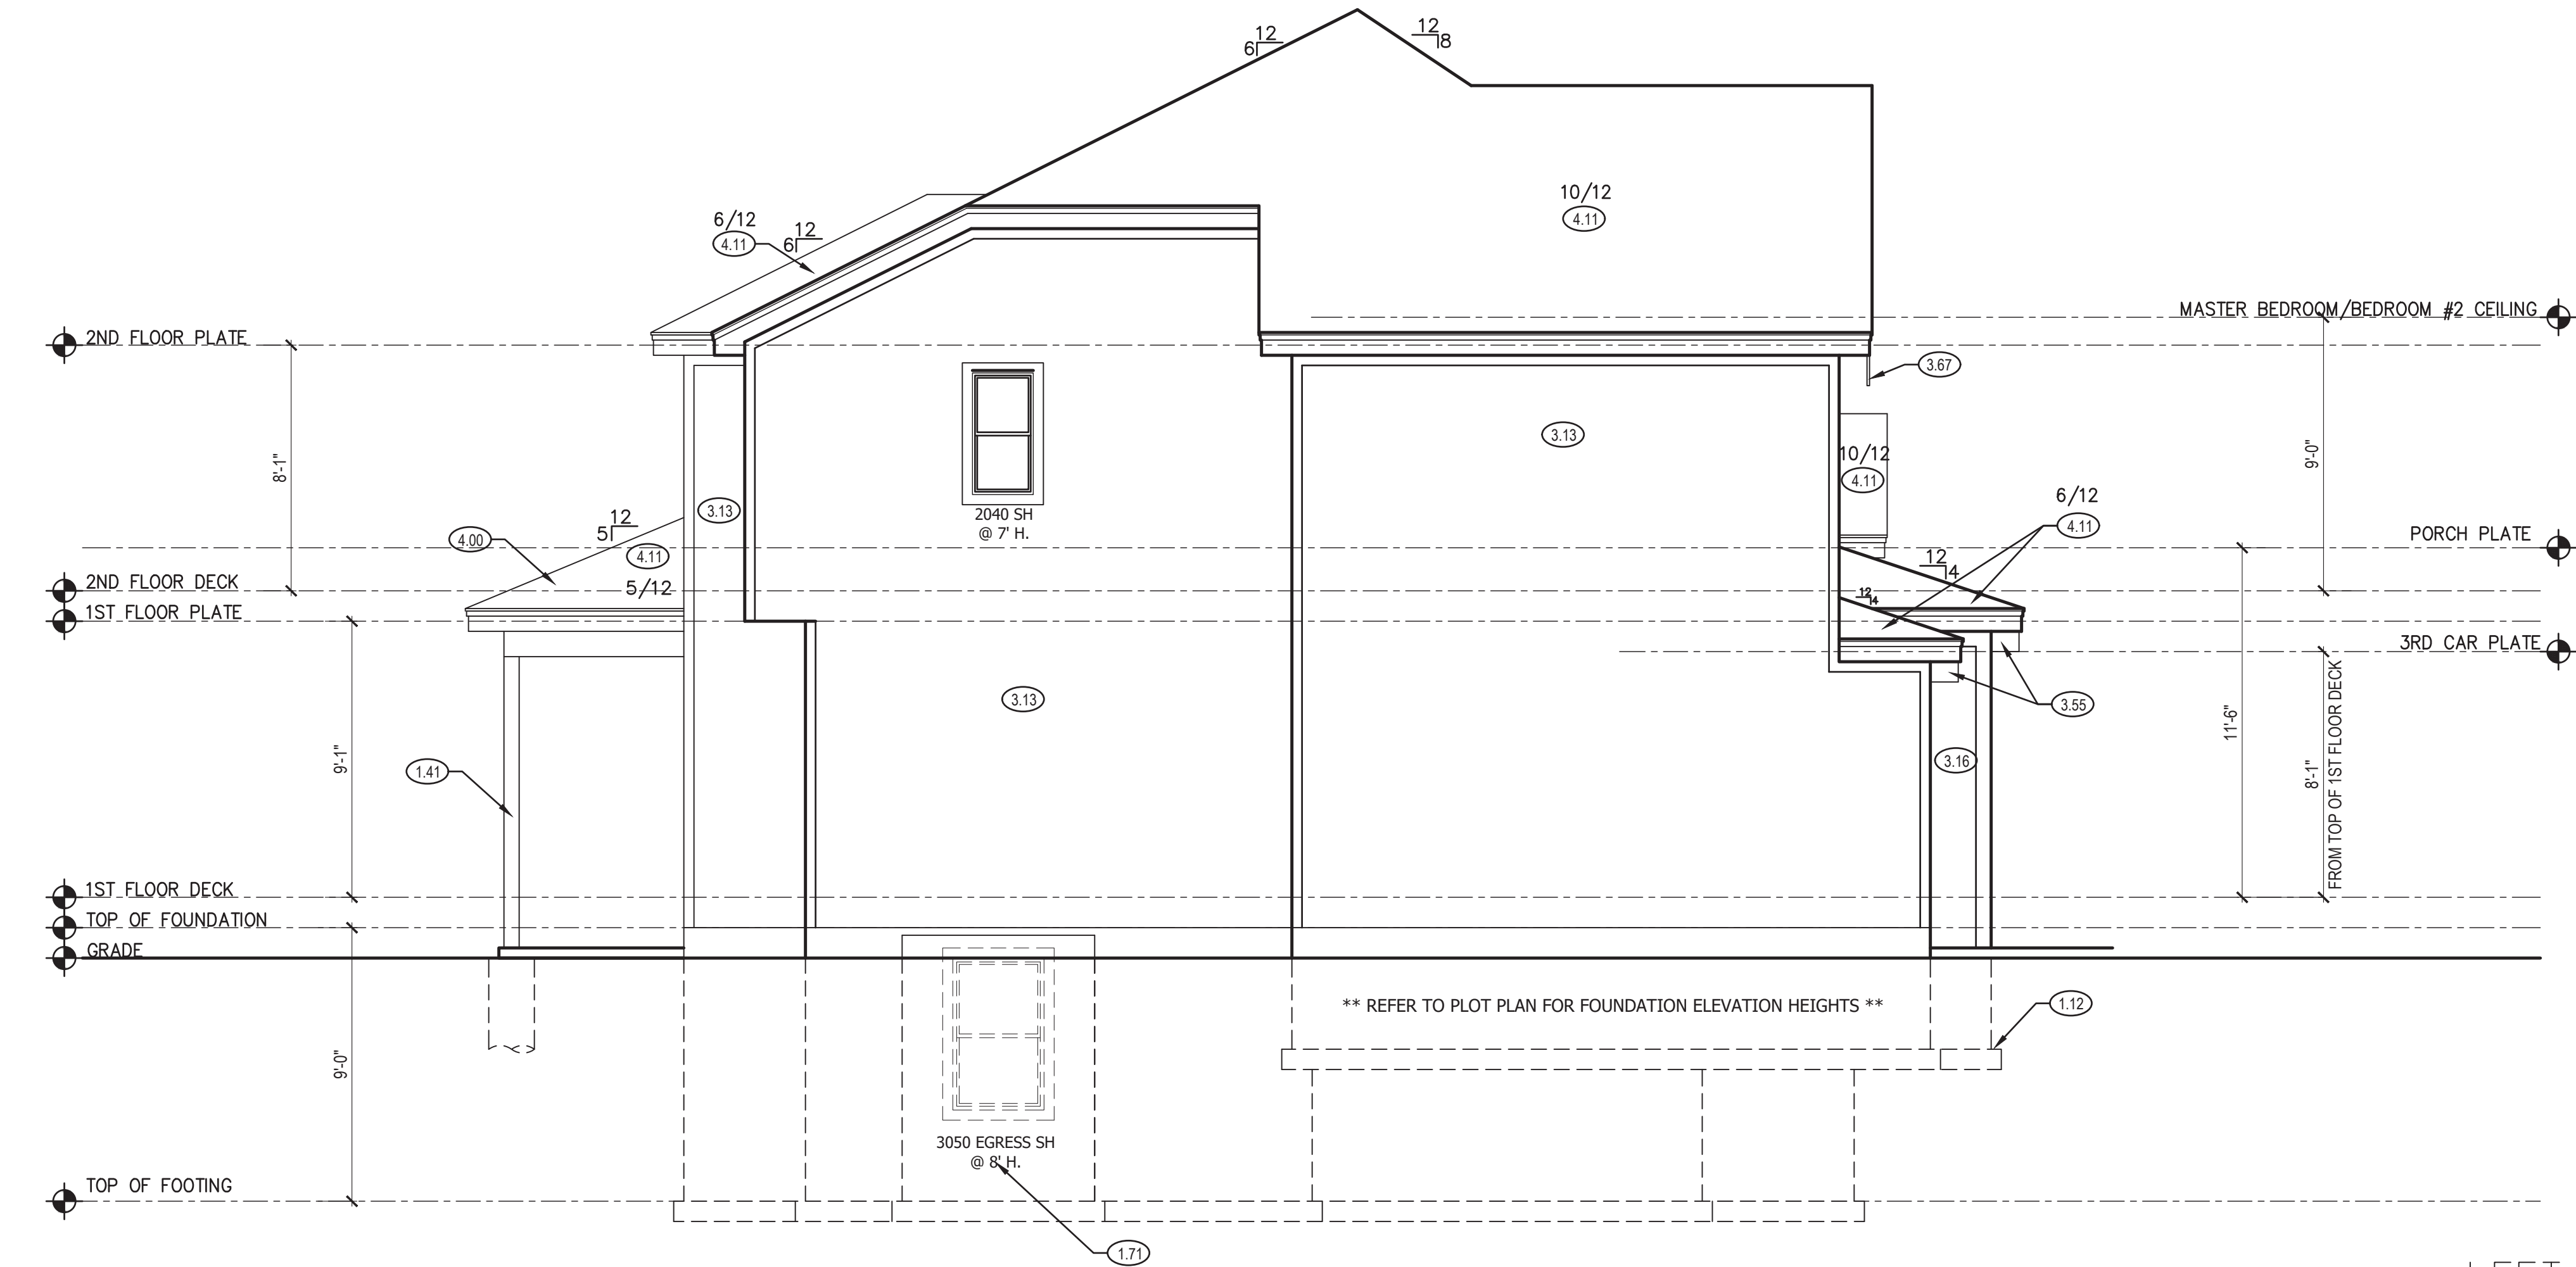 12
6
12
8
10/12
4.11
6/12
4.11
12
6
MASTER BEDROOM/BEDROOM #2 CEILING
2ND FLOOR PLATE
3.67
3.13
8'-1"
9'-0"
10/12
4.11
6/12
4.11
3.13
2040 SH
@ 7' H.
12
5
4.00
4.11
PORCH PLATE
12
4
2ND FLOOR DECK
5/12
12
4
1ST FLOOR PLATE
3RD CAR PLATE
3.13
3.55
11'-6"
9'-1"
1.41
3.16
8'-1"
FROM TOP OF 1ST FLOOR DECK
1ST FLOOR DECK
TOP OF FOUNDATION
GRADE
** REFER TO PLOT PLAN FOR FOUNDATION ELEVATION HEIGHTS **
1.12
9'-0"
3050 EGRESS SH
@ 8' H.
TOP OF FOOTING
1.71